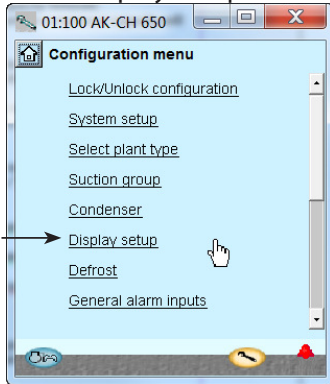 01:100 AK-CH 650
Configuration menu
Lock/Unlock configuration
System setup
Select plant type
Suction group
Condenser
Display setup
Defrost
General alarm inputs